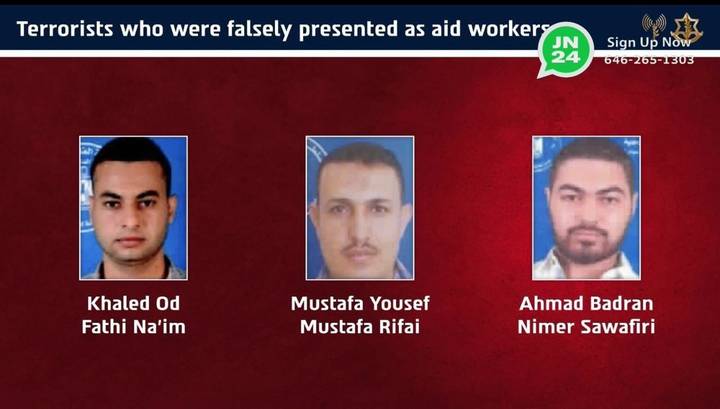 Terrorists who were falsely presented as aid workers
JN
24
Sign Up Now
646-265-1303
Khaled Od
Fathi Na'im
Mustafa Yousef
Mustafa Rifai
Ahmad Badran
Nimer Sawafiri